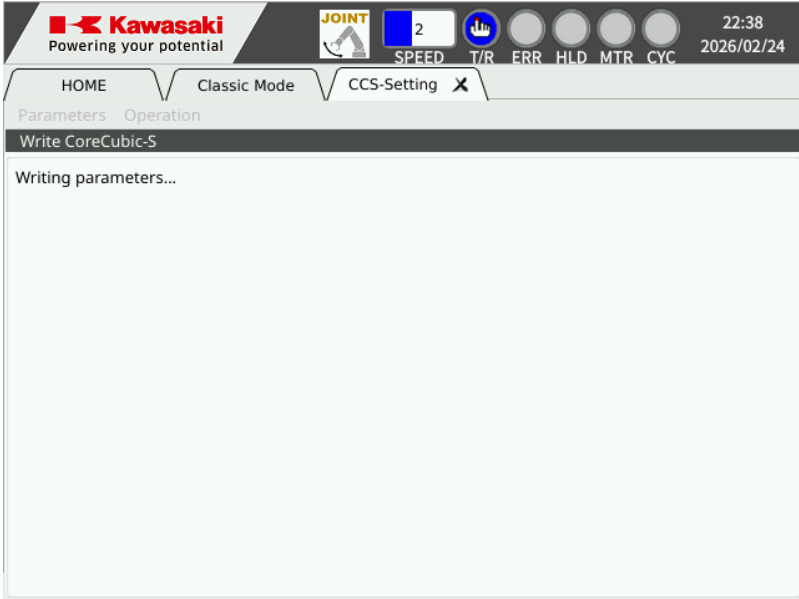 Kawasaki
Powering your potential
JOINT
2
SPEED T/R ERR HLD MTR CYC
22:38
2026/02/24
HOME Classic Mode CCS-Setting X
Parameters Operation
Write CoreCubic-S
Writing parameters...